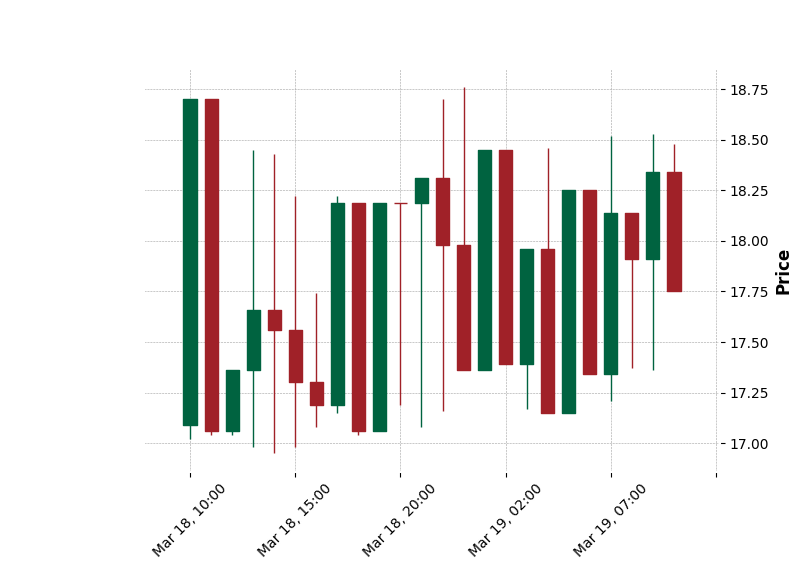 18.75
18.50
18.25
18.00
17.75
17.50
17.25
17.00
Price
Mar 18, 10:00
Mar 18, 15:00
Mar 18, 20:00
Mar 19, 02:00
Mar 19, 07:00